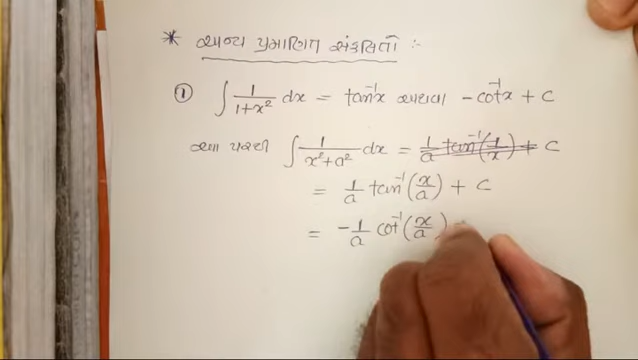 * અન્ય પ્રમાણિત સંકલિતો :-
① ∫ 1/(1+x²) dx = tan⁻¹x અથવા -cot⁻¹x + c
આ પરથી ∫ 1/(x²+a²) dx = 1/a tan⁻¹(1/x) + c
= 1/a tan⁻¹(x/a) + c
= -1/a cot⁻¹(x/a)